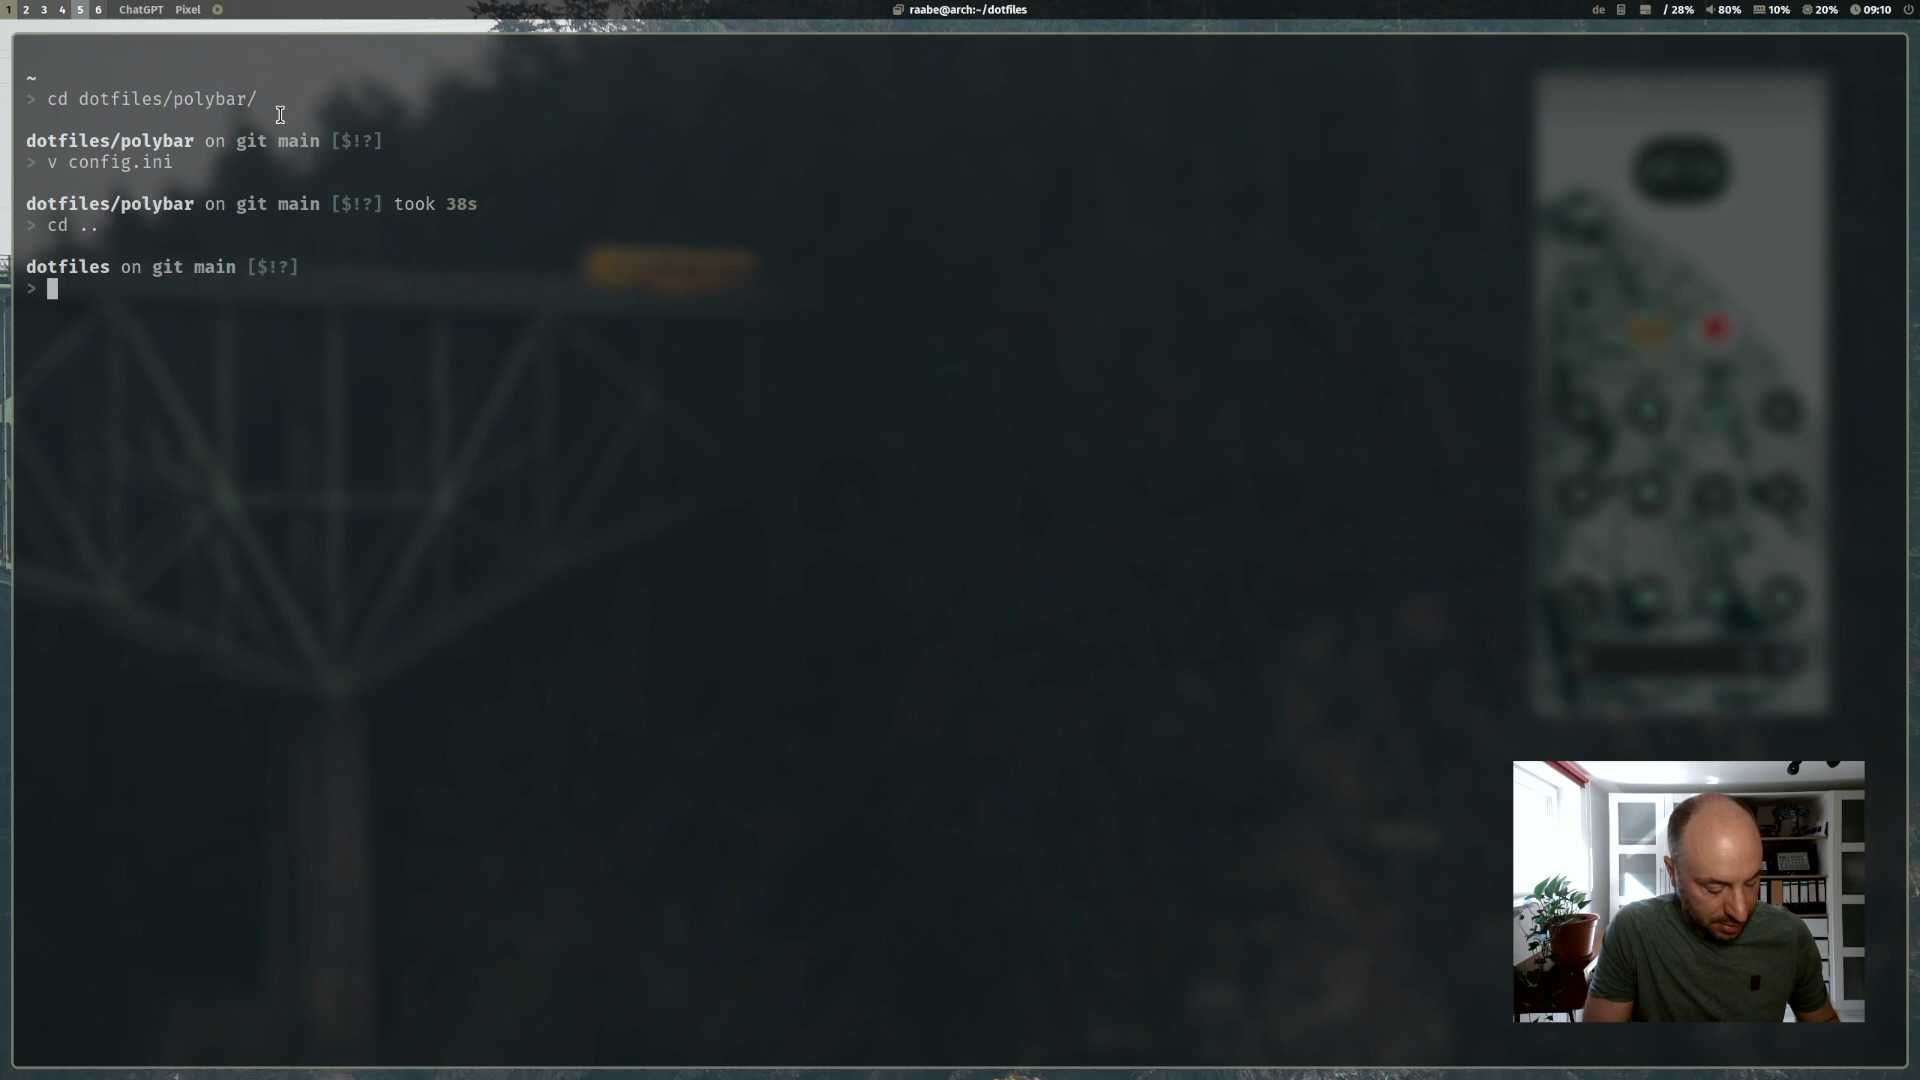 1 2 3 4 5 6 ChatGPT Pixel raabe@arch:~/dotfiles de / 28% 80% 10% 20% 09:10
~
> cd dotfiles/polybar/
dotfiles/polybar on git main [$!?]
> v config.ini
dotfiles/polybar on git main [$!?] took 38s
> cd ..
dotfiles on git main [$!?]
>